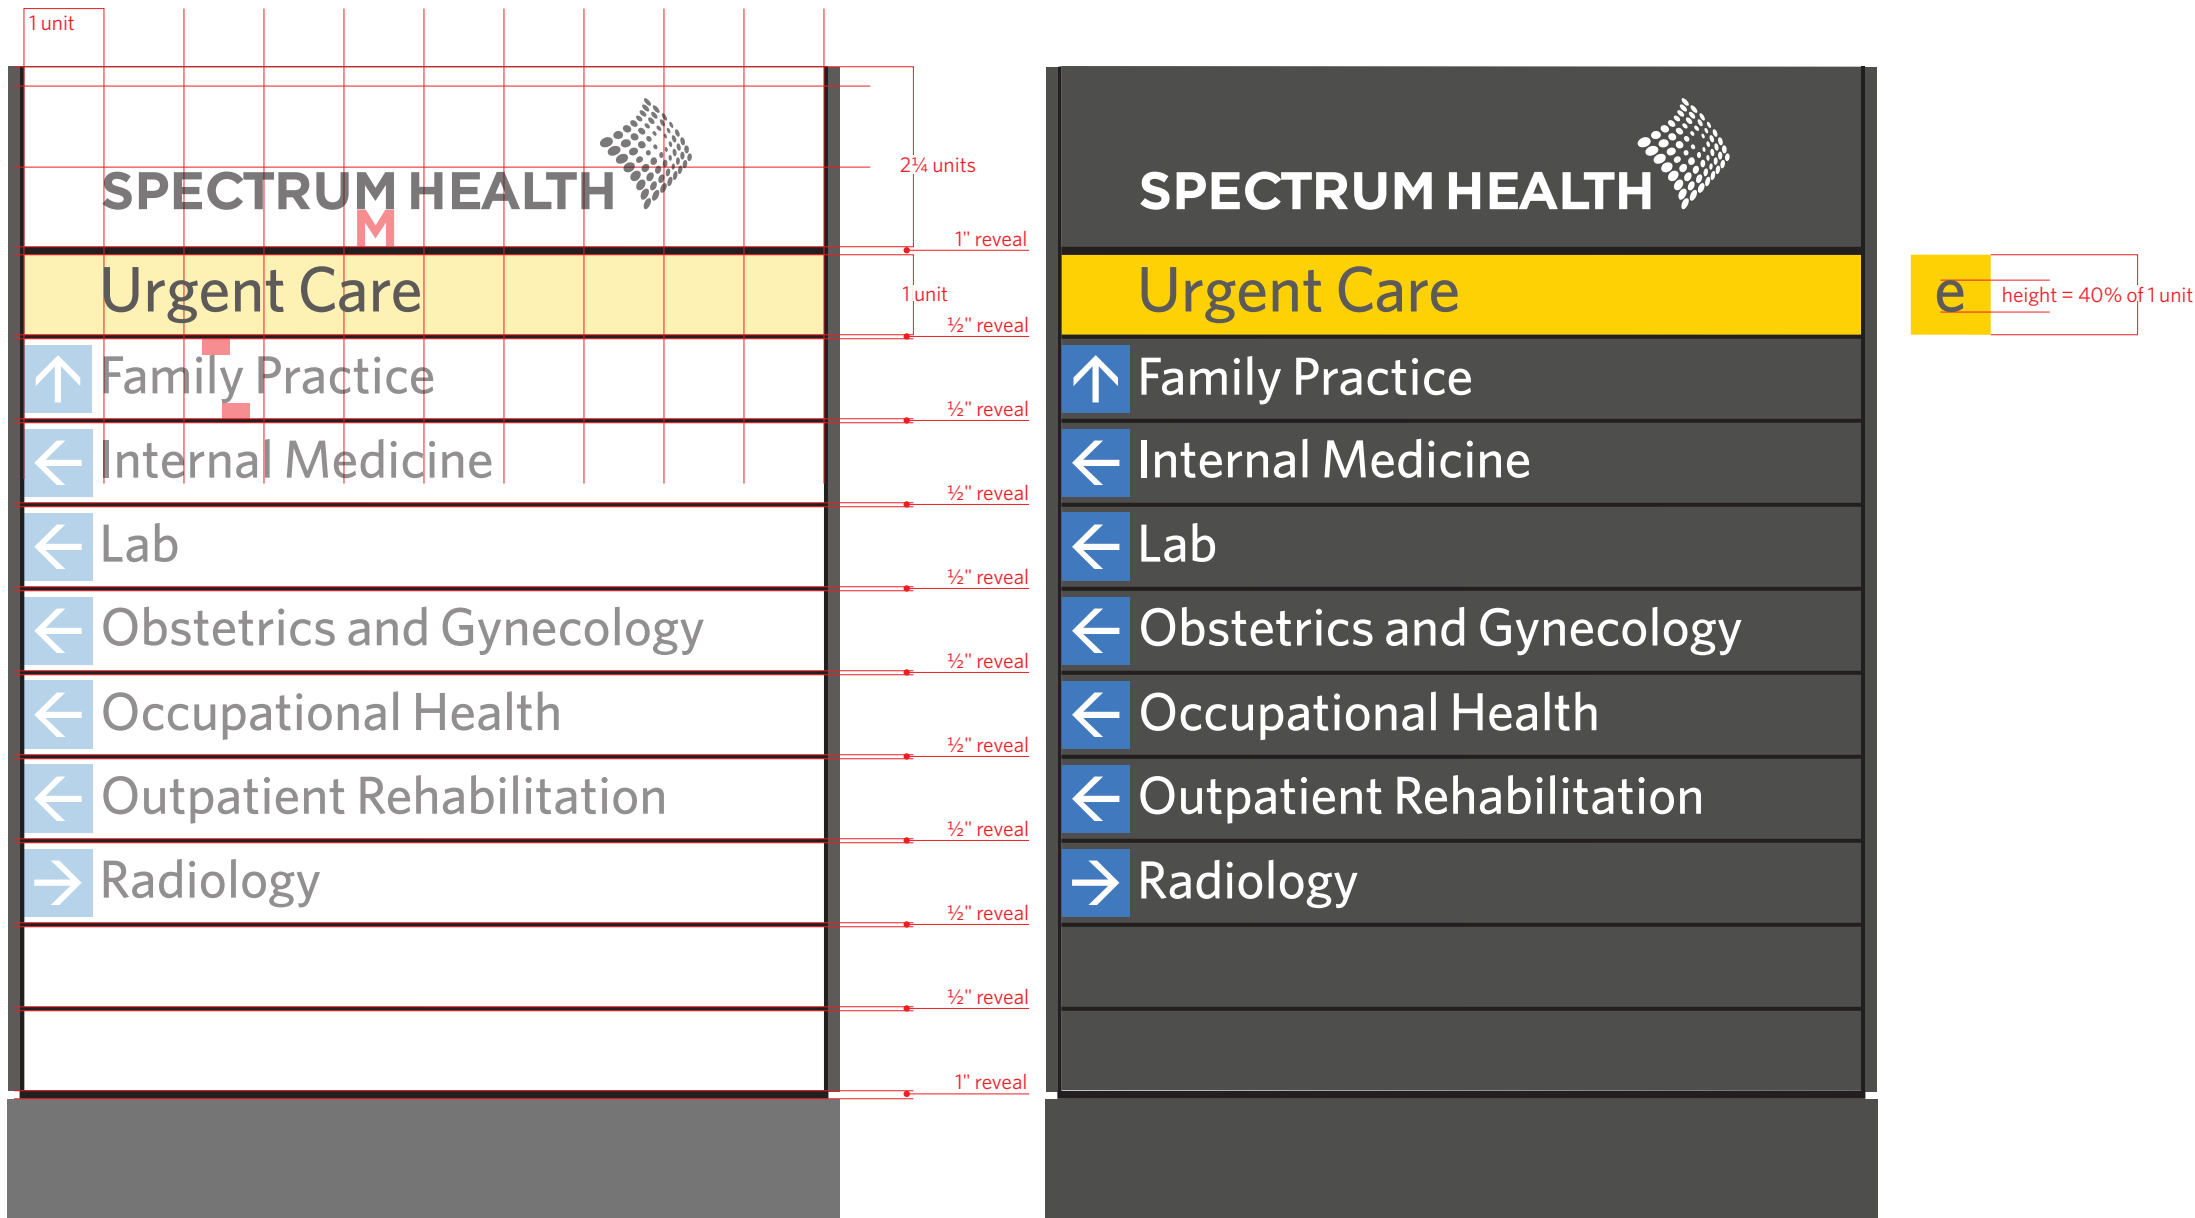 1 unit
SPECTRUM HEALTH
M
2¼ units
1" reveal
Urgent Care
1 unit
½" reveal
Family Practice
½" reveal
Internal Medicine
½" reveal
Lab
½" reveal
Obstetrics and Gynecology
½" reveal
Occupational Health
½" reveal
Outpatient Rehabilitation
½" reveal
Radiology
½" reveal
½" reveal
1" reveal
SPECTRUM HEALTH
Urgent Care
Family Practice
Internal Medicine
Lab
Obstetrics and Gynecology
Occupational Health
Outpatient Rehabilitation
Radiology
e
height = 40% of 1 unit